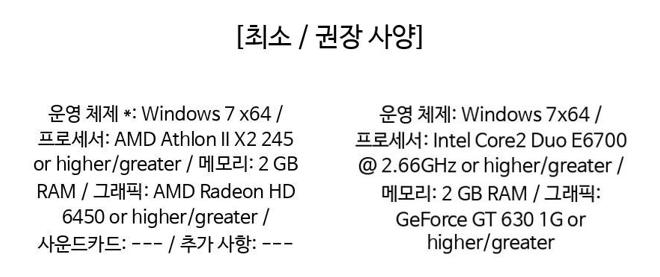 [최소 / 권장 사양]
운영 체제 *: Windows 7 x64 /
프로세서: AMD Athlon II X2 245
or higher/greater / 메모리: 2 GB
RAM / 그래픽: AMD Radeon HD
6450 or higher/greater /
사운드카드: --- / 추가 사항: ---
운영 체제: Windows 7x64 /
프로세서: Intel Core2 Duo E6700
@ 2.66GHz or higher/greater /
메모리: 2 GB RAM / 그래픽:
GeForce GT 630 1G or
higher/greater